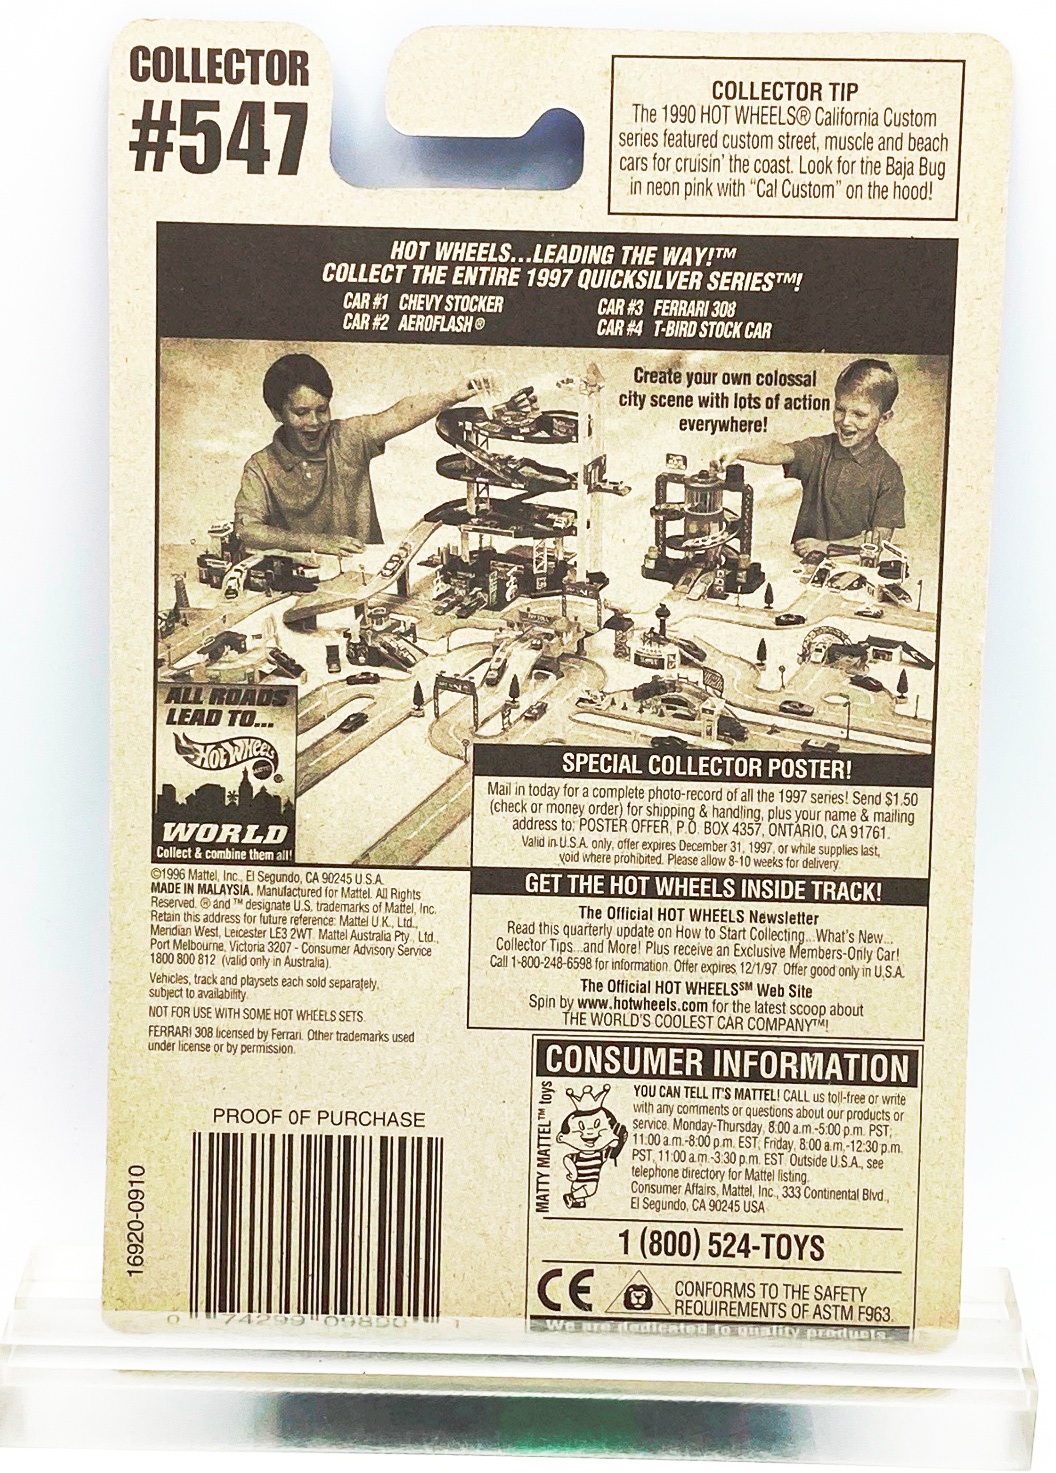 COLLECTOR
#547
COLLECTOR TIP
The 1990 HOT WHEELS® California Custom
series featured custom street, muscle and beach
cars for cruisin' the coast. Look for the Baja Bug
in neon pink with "Cal Custom" on the hood!
HOT WHEELS...LEADING THE WAY!™
COLLECT THE ENTIRE 1997 QUICKSILVER SERIES™!
CAR #1 CHEVY STOCKER
CAR #2 AEROFLASH®
CAR #3 FERRARI 308
CAR #4 T-BIRD STOCK CAR
Create your own colossal
city scene with lots of action
everywhere!
ALL ROADS
LEAD TO...
Hot Wheels
®
WORLD
Collect & combine them all!
SPECIAL COLLECTOR POSTER!
Mail in today for a complete photo-record of all the 1997 series! Send $1.50
(check or money order) for shipping & handling, plus your name & mailing
address to: POSTER OFFER, P.O. BOX 4357, ONTARIO, CA 91761.
Valid in U.S.A. only, offer expires December 31, 1997, or while supplies last,
void where prohibited. Please allow 8-10 weeks for delivery.
GET THE HOT WHEELS INSIDE TRACK!
The Official HOT WHEELS Newsletter
Read this quarterly update on How to Start Collecting...What's New...
Collector Tips...and More! Plus receive an Exclusive Members-Only Car!
Call 1-800-248-6598 for information. Offer expires 12/1/97. Offer good only in U.S.A.
The Official HOT WHEELS℠ Web Site
Spin by www.hotwheels.com for the latest scoop about
THE WORLD'S COOLEST CAR COMPANY™!
©1996 Mattel, Inc., El Segundo, CA 90245 U.S.A.
MADE IN MALAYSIA. Manufactured for Mattel. All Rights
Reserved. ® and ™ designate U.S. trademarks of Mattel, Inc.
Retain this address for future reference: Mattel U.K., Ltd.,
Meridian West, Leicester LE3 2WT. Mattel Australia Pty., Ltd.,
Port Melbourne, Victoria 3207 - Consumer Advisory Service
1800 800 812 (valid only in Australia).
Vehicles, track and playsets each sold separately,
subject to availability.
NOT FOR USE WITH SOME HOT WHEELS SETS.
FERRARI 308 licensed by Ferrari. Other trademarks used
under license or by permission.
CONSUMER INFORMATION
MATTY MATTEL™ toys
YOU CAN TELL IT'S MATTEL! CALL us toll-free or write
with any comments or questions about our products or
service. Monday-Thursday, 8:00 a.m.-5:00 p.m. PST;
11:00 a.m.-8:00 p.m. EST; Friday, 8:00 a.m.-12:30 p.m.
PST, 11:00 a.m.-3:30 p.m. EST. Outside U.S.A., see
telephone directory for Mattel listing.
Consumer Affairs, Mattel, Inc., 333 Continental Blvd.,
El Segundo, CA 90245 USA
1 (800) 524-TOYS
CE
CONFORMS TO THE SAFETY
REQUIREMENTS OF ASTM F963.
We are dedicated to quality products.
PROOF OF PURCHASE
16920-0910
0 74299 09890 1